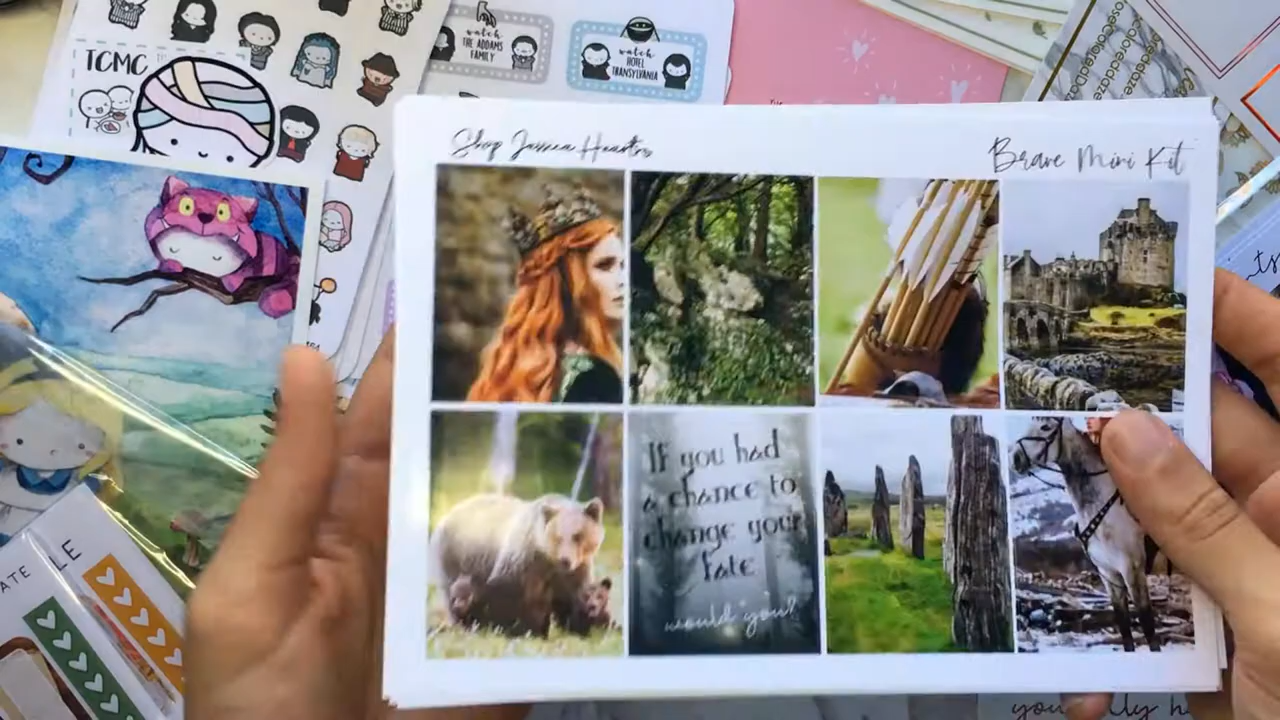 watch
THE ADDAMS
FAMILY
watch
HOTEL
TRANSYLVANIA
TCMC
Shop Jessica Hearts
Brave Mini Kit
If you had
a chance to
change your
fate
would you?